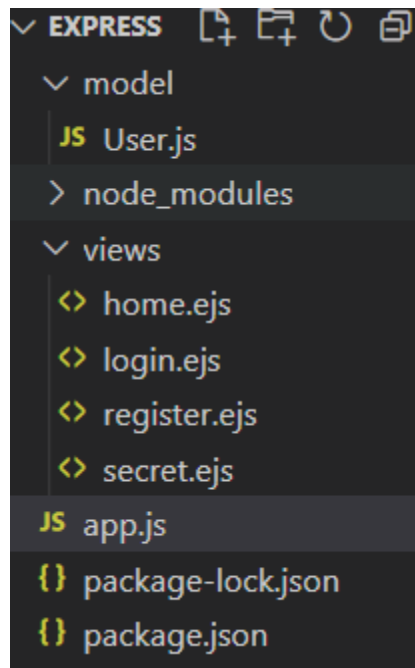 EXPRESS
model
JS User.js
node_modules
views
<> home.ejs
<> login.ejs
<> register.ejs
<> secret.ejs
JS app.js
{} package-lock.json
{} package.json